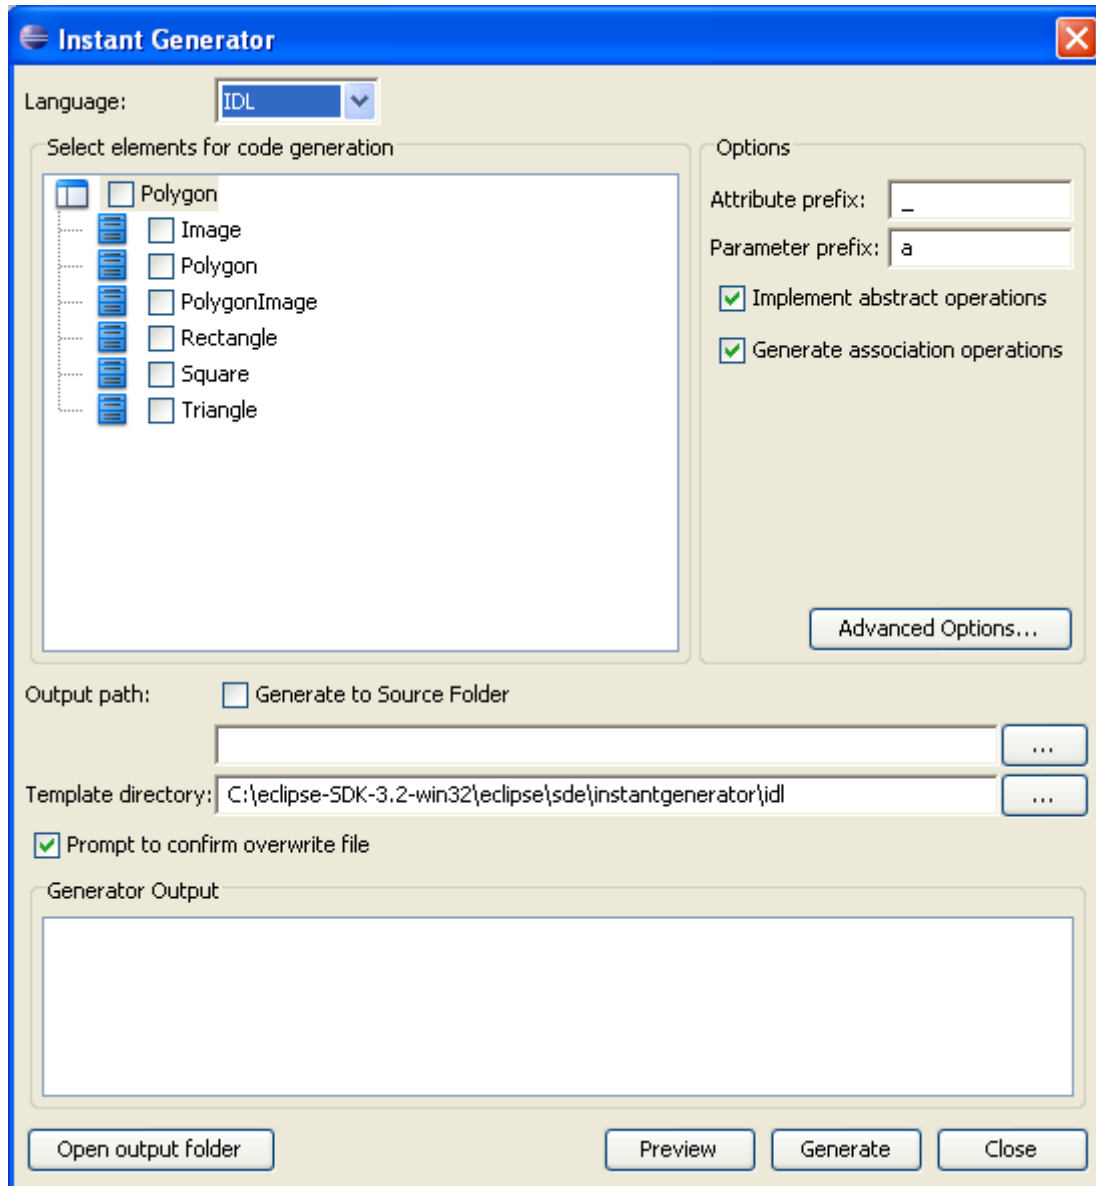 Instant Generator
Language: IDL
Select elements for code generation
Polygon
Image
Polygon
PolygonImage
Rectangle
Square
Triangle
Options
Attribute prefix: _
Parameter prefix: a
Implement abstract operations
Generate association operations
Advanced Options...
Output path: Generate to Source Folder
...
Template directory: C:\eclipse-SDK-3.2-win32\eclipse\sde\instantgenerator\idl ...
Prompt to confirm overwrite file
Generator Output
Open output folder Preview Generate Close